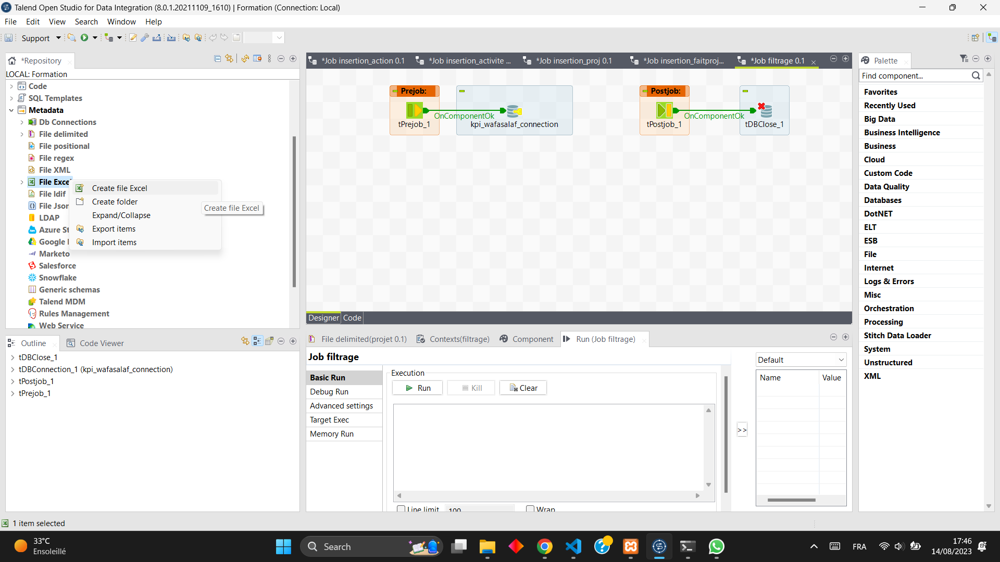 Talend Open Studio for Data Integration (8.0.1.20211109_1610) | Formation (Connection: Local)
File Edit View Search Window Help
Support
*Repository
LOCAL: Formation
Code
SQL Templates
Metadata
Db Connections
File delimited
File positional
File regex
File XML
File Exce
File ldif
File Jsor
LDAP
Azure St
Google
Marketo
Salesforce
Snowflake
Generic schemas
Talend MDM
Rules Management
Web Service
Create file Excel
Create folder
Expand/Collapse
Export items
Import items
Create file Excel
*Job insertion_action 0.1
*Job insertion_activite ...
*Job insertion_proj 0.1
*Job insertion_faitproj...
*Job filtrage 0.1
Prejob:
tPrejob_1
OnComponentOk
kpi_wafasalaf_connection
Postjob:
tPostjob_1
OnComponentOk
tDBClose_1
Designer Code
Palette
Find component...
Favorites
Recently Used
Big Data
Business Intelligence
Business
Cloud
Custom Code
Data Quality
Databases
DotNET
ELT
ESB
File
Internet
Logs & Errors
Misc
Orchestration
Processing
Stitch Data Loader
System
Unstructured
XML
Outline
Code Viewer
tDBClose_1
tDBConnection_1 (kpi_wafasalaf_connection)
tPostjob_1
tPrejob_1
File delimited(projet 0.1)
Contexts(filtrage)
Component
Run (Job filtrage)
Job filtrage
Basic Run
Debug Run
Advanced settings
Target Exec
Memory Run
Execution
Run
Kill
Clear
Line limit 100
Wrap
>>
Default
Name Value
1 item selected
33°C
Ensoleillé
Search
FRA
17:46
14/08/2023